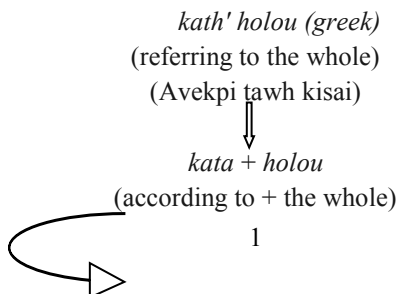 kath' holou (greek)
(referring to the whole)
(Avekpi tawh kisai)
kata + holou
(according to + the whole)
1